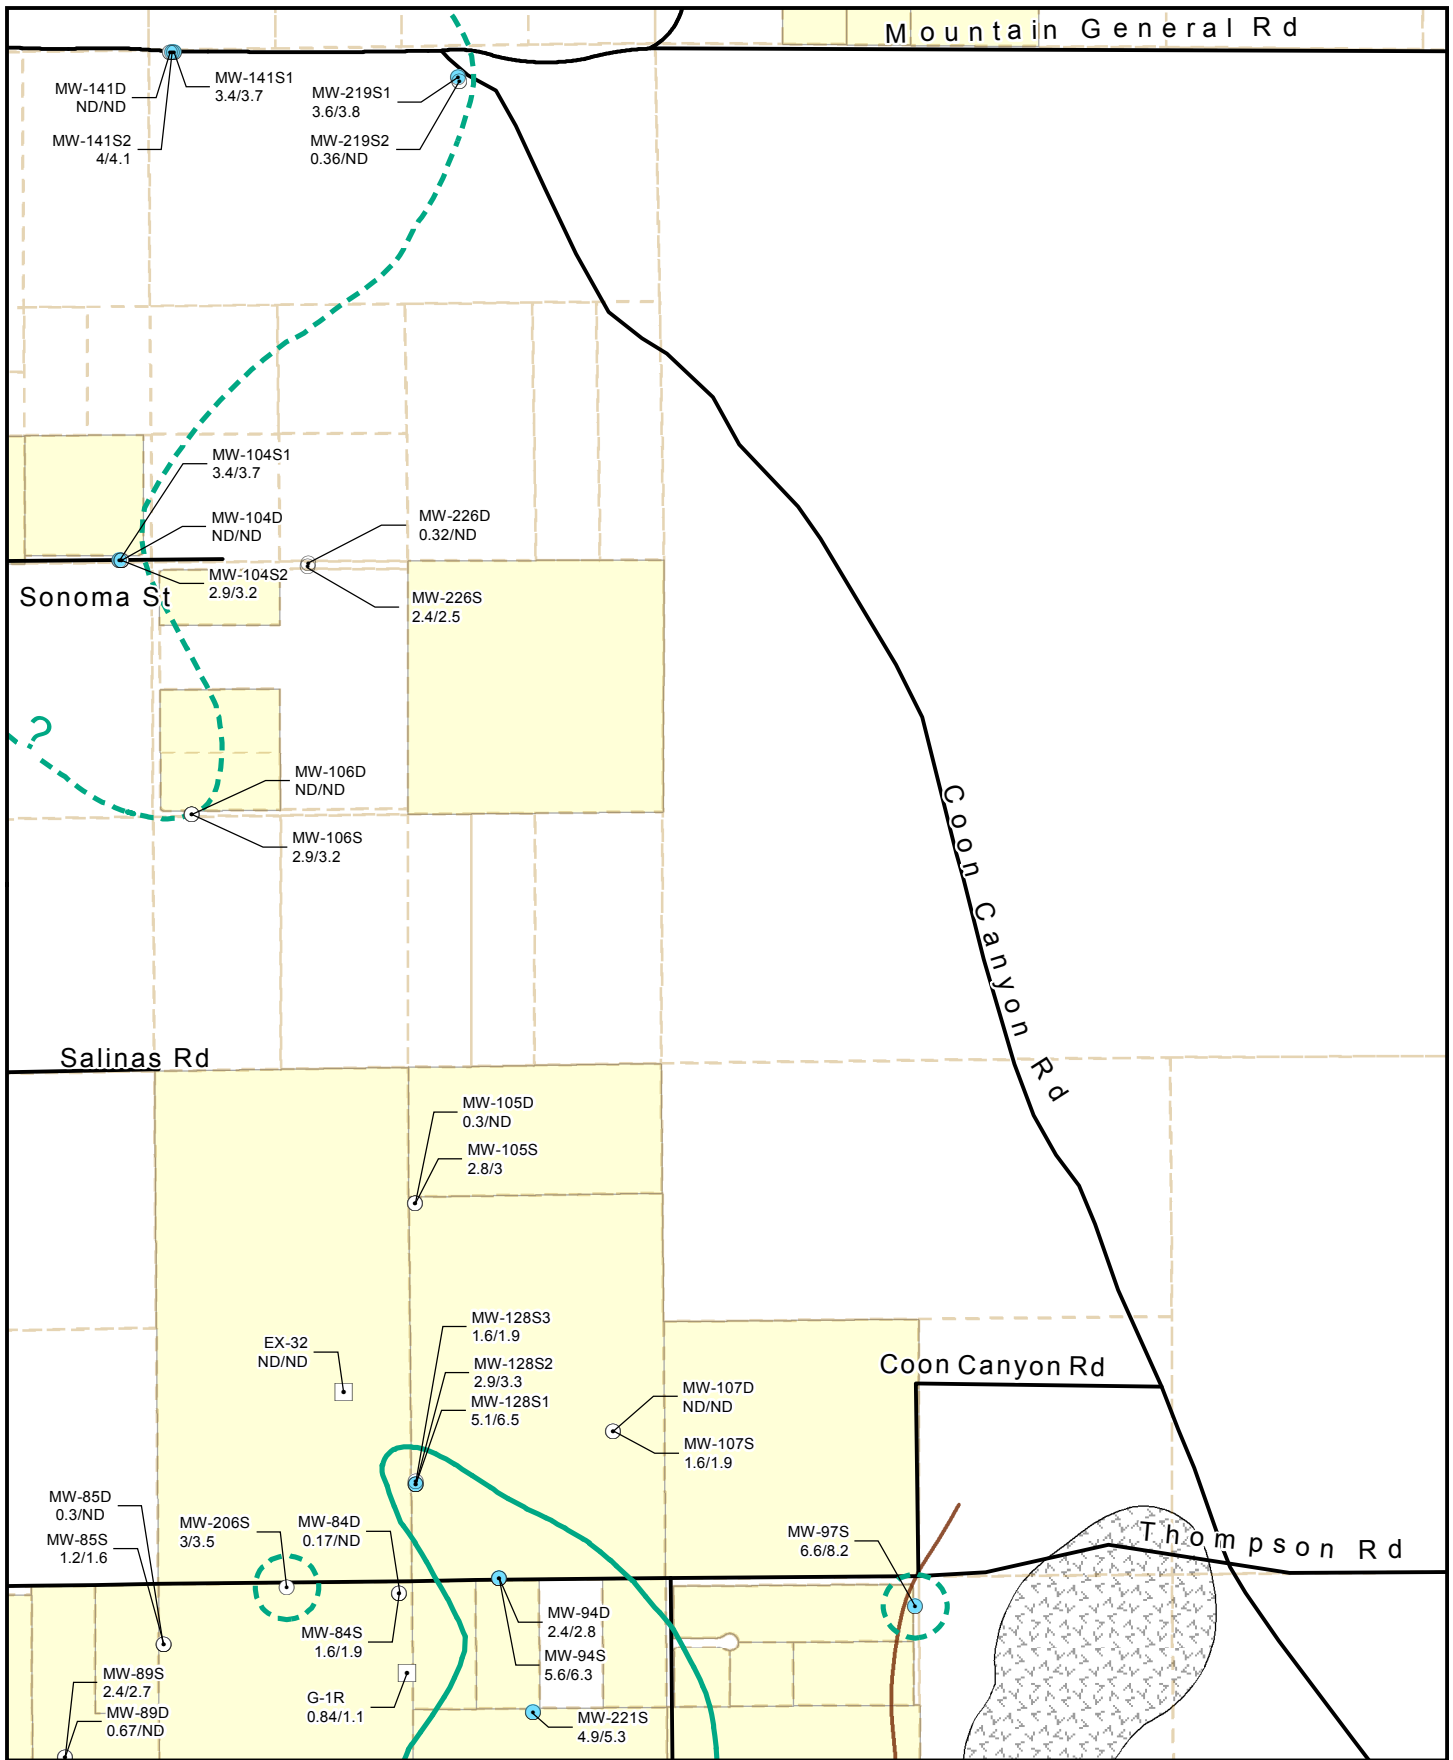 Mountain General Rd
MW-141D
ND/ND
MW-141S1
3.4/3.7
MW-141S2
4/4.1
MW-219S1
3.6/3.8
MW-219S2
0.36/ND
MW-104S1
3.4/3.7
MW-104D
ND/ND
MW-104S2
2.9/3.2
MW-226D
0.32/ND
MW-226S
2.4/2.5
Sonoma St
?
MW-106D
ND/ND
MW-106S
2.9/3.2
Coon Canyon Rd
Salinas Rd
MW-105D
0.3/ND
MW-105S
2.8/3
MW-128S3
1.6/1.9
MW-128S2
2.9/3.3
MW-128S1
5.1/6.5
EX-32
ND/ND
MW-107D
ND/ND
MW-107S
1.6/1.9
Coon Canyon Rd
MW-85D
0.3/ND
MW-85S
1.2/1.6
MW-206S
3/3.5
MW-84D
0.17/ND
MW-97S
6.6/8.2
Thompson Rd
MW-84S
1.6/1.9
MW-94D
2.4/2.8
MW-94S
5.6/6.3
MW-89S
2.4/2.7
MW-89D
0.67/ND
G-1R
0.84/1.1
MW-221S
4.9/5.3